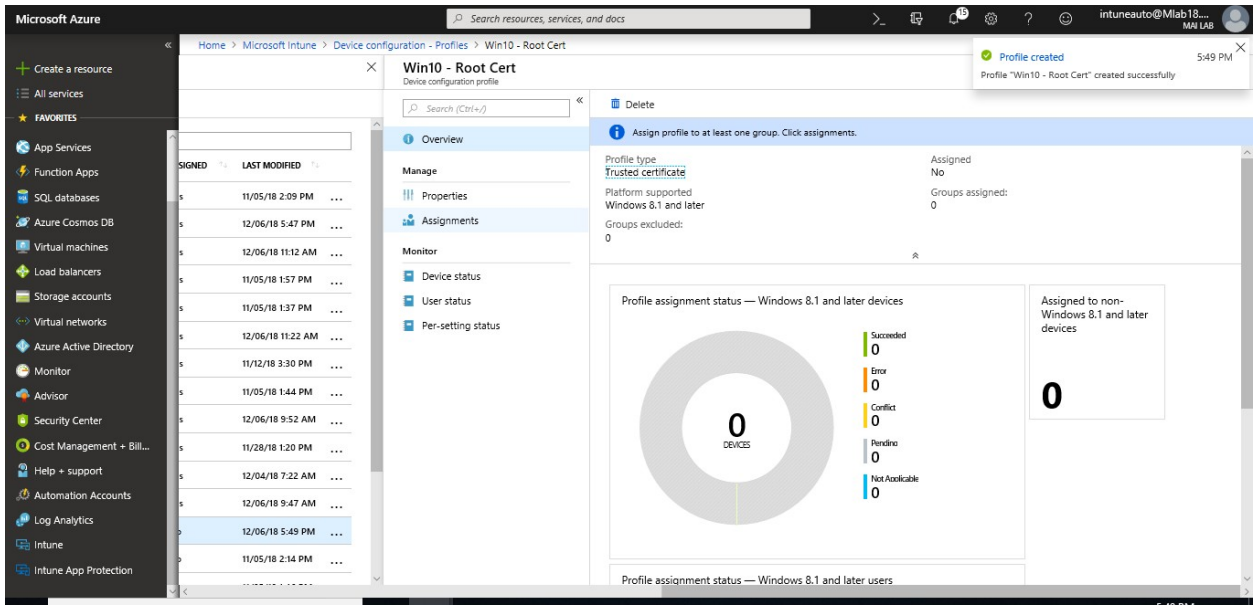 Microsoft Azure
Search resources, services, and docs
15
intuneauto@Mlab18....
MAI LAB
Home > Microsoft Intune > Device configuration - Profiles > Win10 - Root Cert
Profile created
5:49 PM
Profile "Win10 - Root Cert" created successfully
Create a resource
All services
FAVORITES
App Services
Function Apps
SQL databases
Azure Cosmos DB
Virtual machines
Load balancers
Storage accounts
Virtual networks
Azure Active Directory
Monitor
Advisor
Security Center
Cost Management + Bill...
Help + support
Automation Accounts
Log Analytics
Intune
Intune App Protection
SIGNED LAST MODIFIED
s 11/05/18 2:09 PM ...
s 12/06/18 5:47 PM ...
s 12/06/18 11:12 AM ...
s 11/05/18 1:57 PM ...
s 11/05/18 1:37 PM ...
s 12/06/18 11:22 AM ...
s 11/12/18 3:30 PM ...
s 11/05/18 1:44 PM ...
s 12/06/18 9:52 AM ...
s 11/28/18 1:20 PM ...
s 12/04/18 7:22 AM ...
s 12/06/18 9:47 AM ...
12/06/18 5:49 PM ...
11/05/18 2:14 PM ...
Win10 - Root Cert
Device configuration profile
Search (Ctrl+/)
Overview
Manage
Properties
Assignments
Monitor
Device status
User status
Per-setting status
Delete
Assign profile to at least one group. Click assignments.
Profile type
Trusted certificate
Platform supported
Windows 8.1 and later
Groups excluded:
0
Assigned
No
Groups assigned:
0
Profile assignment status — Windows 8.1 and later devices
0
DEVICES
Succeeded
0
Error
0
Conflict
0
Pending
0
Not Applicable
0
Assigned to non-
Windows 8.1 and later
devices
0
Profile assignment status — Windows 8.1 and later users